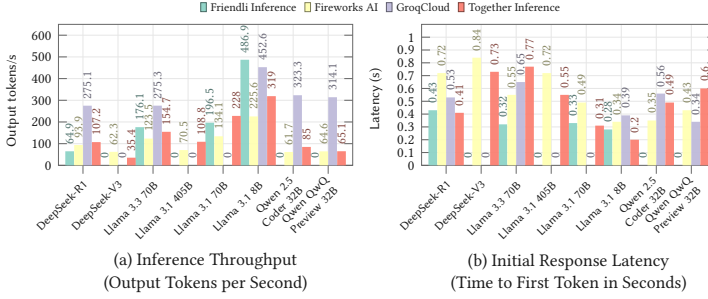 Friendli Inference Fireworks AI GroqCloud Together Inference
Output tokens/s
600
500
400
300
200
100
0
64.9 93.9 275.1 107.2
0 62.3 0 35.4
176.1 123.5 275.3 154.7
0 70.5 0 108.8
196.5 134.1 0 228
486.9 225.6 452.6 319
0 61.7 323.3 85
0 64.6 314.1 65.1
DeepSeek-R1
DeepSeek-V3
Llama 3.3 70B
Llama 3.1 405B
Llama 3.1 70B
Llama 3.1 8B
Qwen 2.5
Coder 32B
Qwen QwQ
Preview 32B
(a) Inference Throughput
(Output Tokens per Second)
Latency (s)
1
0.9
0.8
0.7
0.6
0.5
0.4
0.3
0.2
0.1
0
0.43 0.72 0.53 0.41
0 0.84 0 0.73
0.32 0.55 0.65 0.77
0 0.72 0 0.55
0.33 0.49 0 0.31
0.28 0.34 0.39 0.2
0 0.35 0.56 0.49
0 0.43 0.34 0.6
DeepSeek-R1
DeepSeek-V3
Llama 3.3 70B
Llama 3.1 405B
Llama 3.1 70B
Llama 3.1 8B
Qwen 2.5
Coder 32B
Qwen QwQ
Preview 32B
(b) Initial Response Latency
(Time to First Token in Seconds)